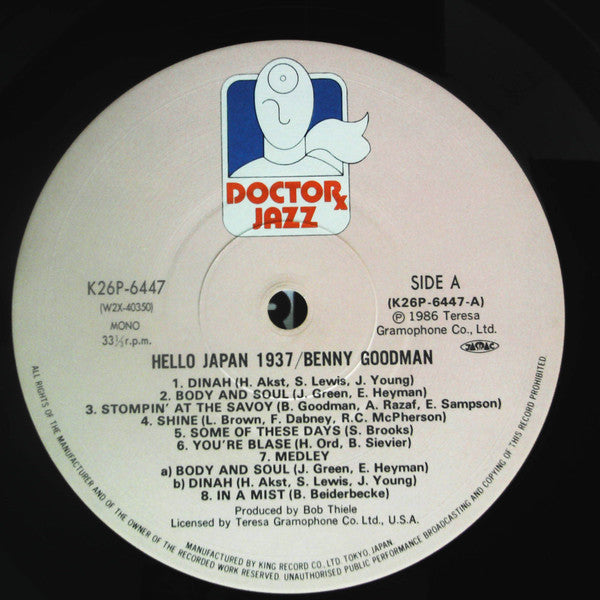 DOCTOR℞
JAZZ
K26P-6447
(W2X-40350)
MONO
33⅓r.p.m.
SIDE A
(K26P-6447-A)
Ⓟ 1986 Teresa
Gramophone Co., Ltd.
JASRAC
HELLO JAPAN 1937/BENNY GOODMAN
1. DINAH (H. Akst, S. Lewis, J. Young)
2. BODY AND SOUL (J. Green, E. Heyman)
3. STOMPIN' AT THE SAVOY (B. Goodman, A. Razaf, E. Sampson)
4. SHINE (L. Brown, F. Dabney, R.C. McPherson)
5. SOME OF THESE DAYS (S. Brooks)
6. YOU'RE BLASE (H. Ord, B. Sievier)
7. MEDLEY
a) BODY AND SOUL (J. Green, E. Heyman)
b) DINAH (H. Akst, S. Lewis, J. Young)
8. IN A MIST (B. Beiderbecke)
Produced by Bob Thiele
Licensed by Teresa Gramophone Co., Ltd., U.S.A.
MANUFACTURED BY KING RECORD CO. LTD. TOKYO, JAPAN
ALL RIGHTS OF THE MANUFACTURER AND OF THE OWNER OF THE RECORDED WORK RESERVED. UNAUTHORISED PUBLIC PERFORMANCE BROADCASTING AND COPYING OF THIS RECORD PROHIBITED